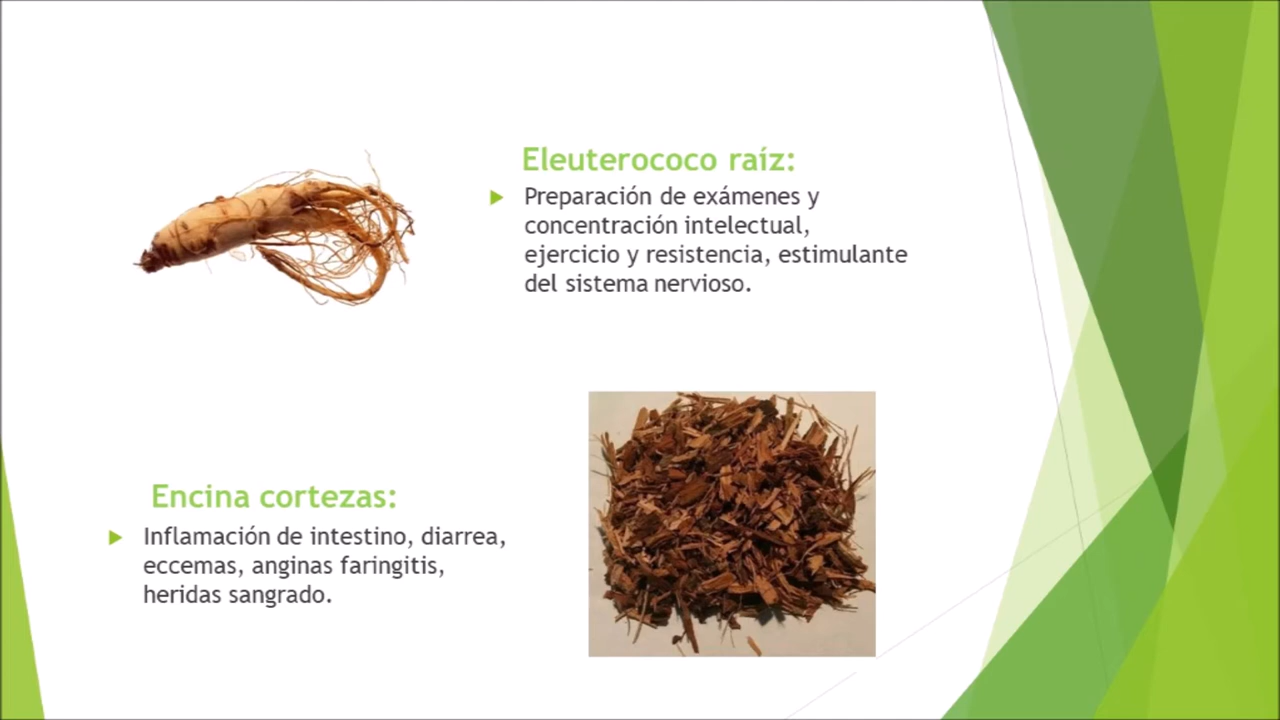 Eleuterococo raíz:
Preparación de exámenes y
concentración intelectual,
ejercicio y resistencia, estimulante
del sistema nervioso.
Encina cortezas:
Inflamación de intestino, diarrea,
eccemas, anginas faringitis,
heridas sangrado.